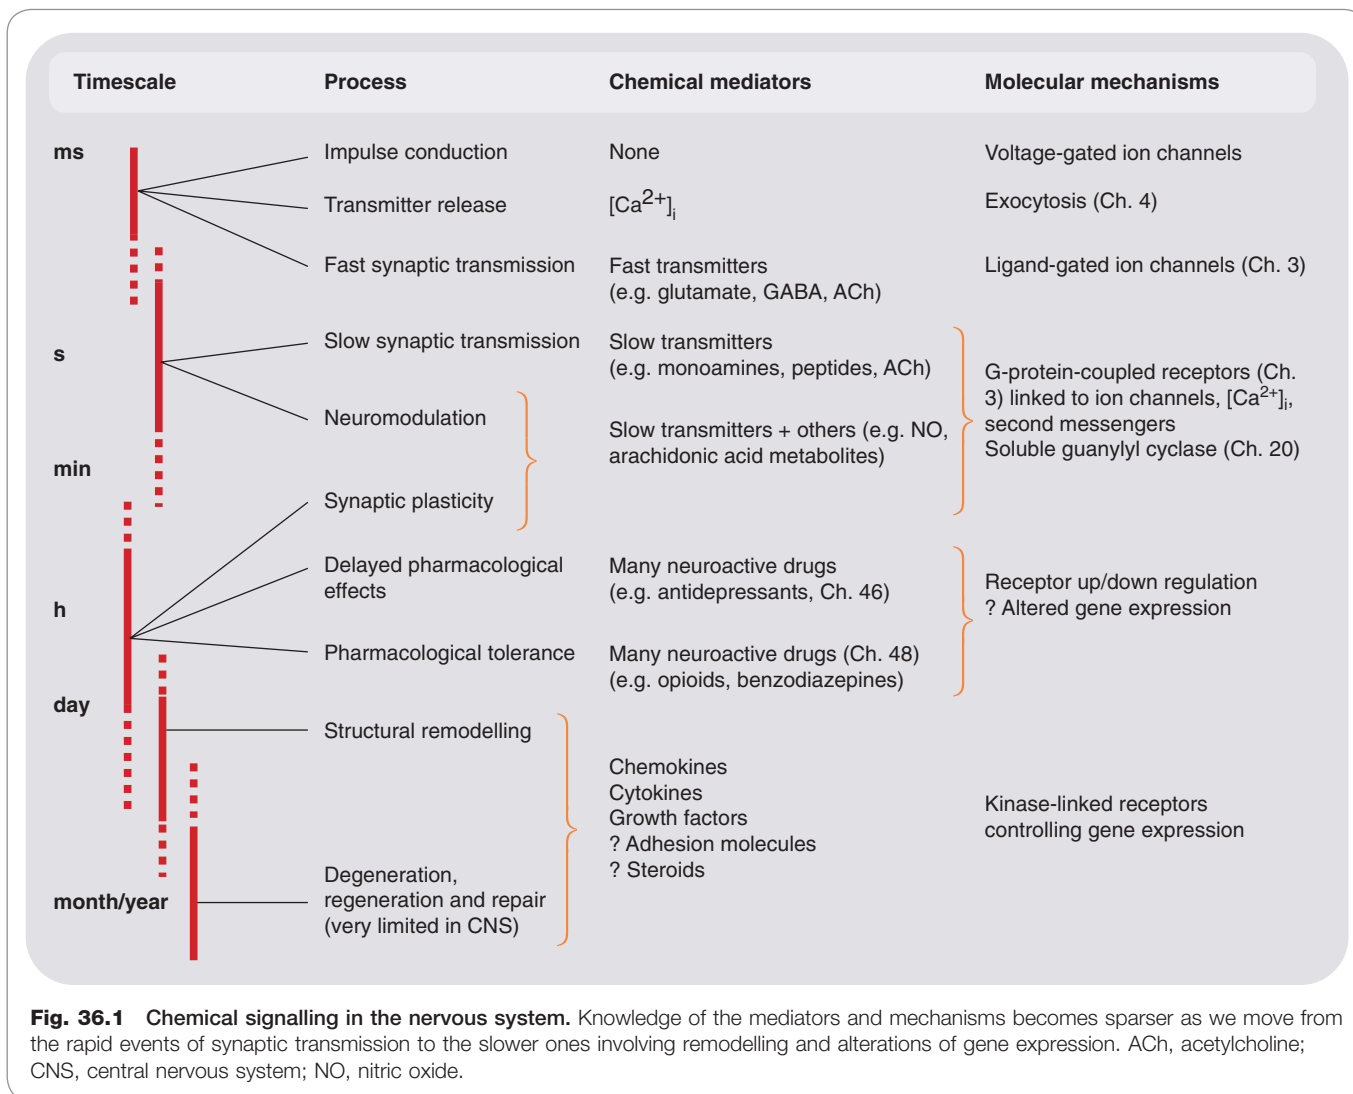 Timescale Process Chemical mediators Molecular mechanisms
ms
Impulse conduction None Voltage-gated ion channels
Transmitter release [Ca2+]i Exocytosis (Ch. 4)
Fast synaptic transmission Fast transmitters Ligand-gated ion channels (Ch. 3)
(e.g. glutamate, GABA, ACh)
s
Slow synaptic transmission Slow transmitters
(e.g. monoamines, peptides, ACh)
G-protein-coupled receptors (Ch.
3) linked to ion channels, [Ca2+]i,
second messengers
Soluble guanylyl cyclase (Ch. 20)
Neuromodulation
Slow transmitters + others (e.g. NO,
arachidonic acid metabolites)
min
Synaptic plasticity
Delayed pharmacological
effects
Many neuroactive drugs
(e.g. antidepressants, Ch. 46)
Receptor up/down regulation
? Altered gene expression
h
Pharmacological tolerance Many neuroactive drugs (Ch. 48)
(e.g. opioids, benzodiazepines)
day
Structural remodelling
Chemokines
Cytokines
Growth factors
? Adhesion molecules
? Steroids
Kinase-linked receptors
controlling gene expression
month/year
Degeneration,
regeneration and repair
(very limited in CNS)
Fig. 36.1 Chemical signalling in the nervous system. Knowledge of the mediators and mechanisms becomes sparser as we move from
the rapid events of synaptic transmission to the slower ones involving remodelling and alterations of gene expression. ACh, acetylcholine;
CNS, central nervous system; NO, nitric oxide.